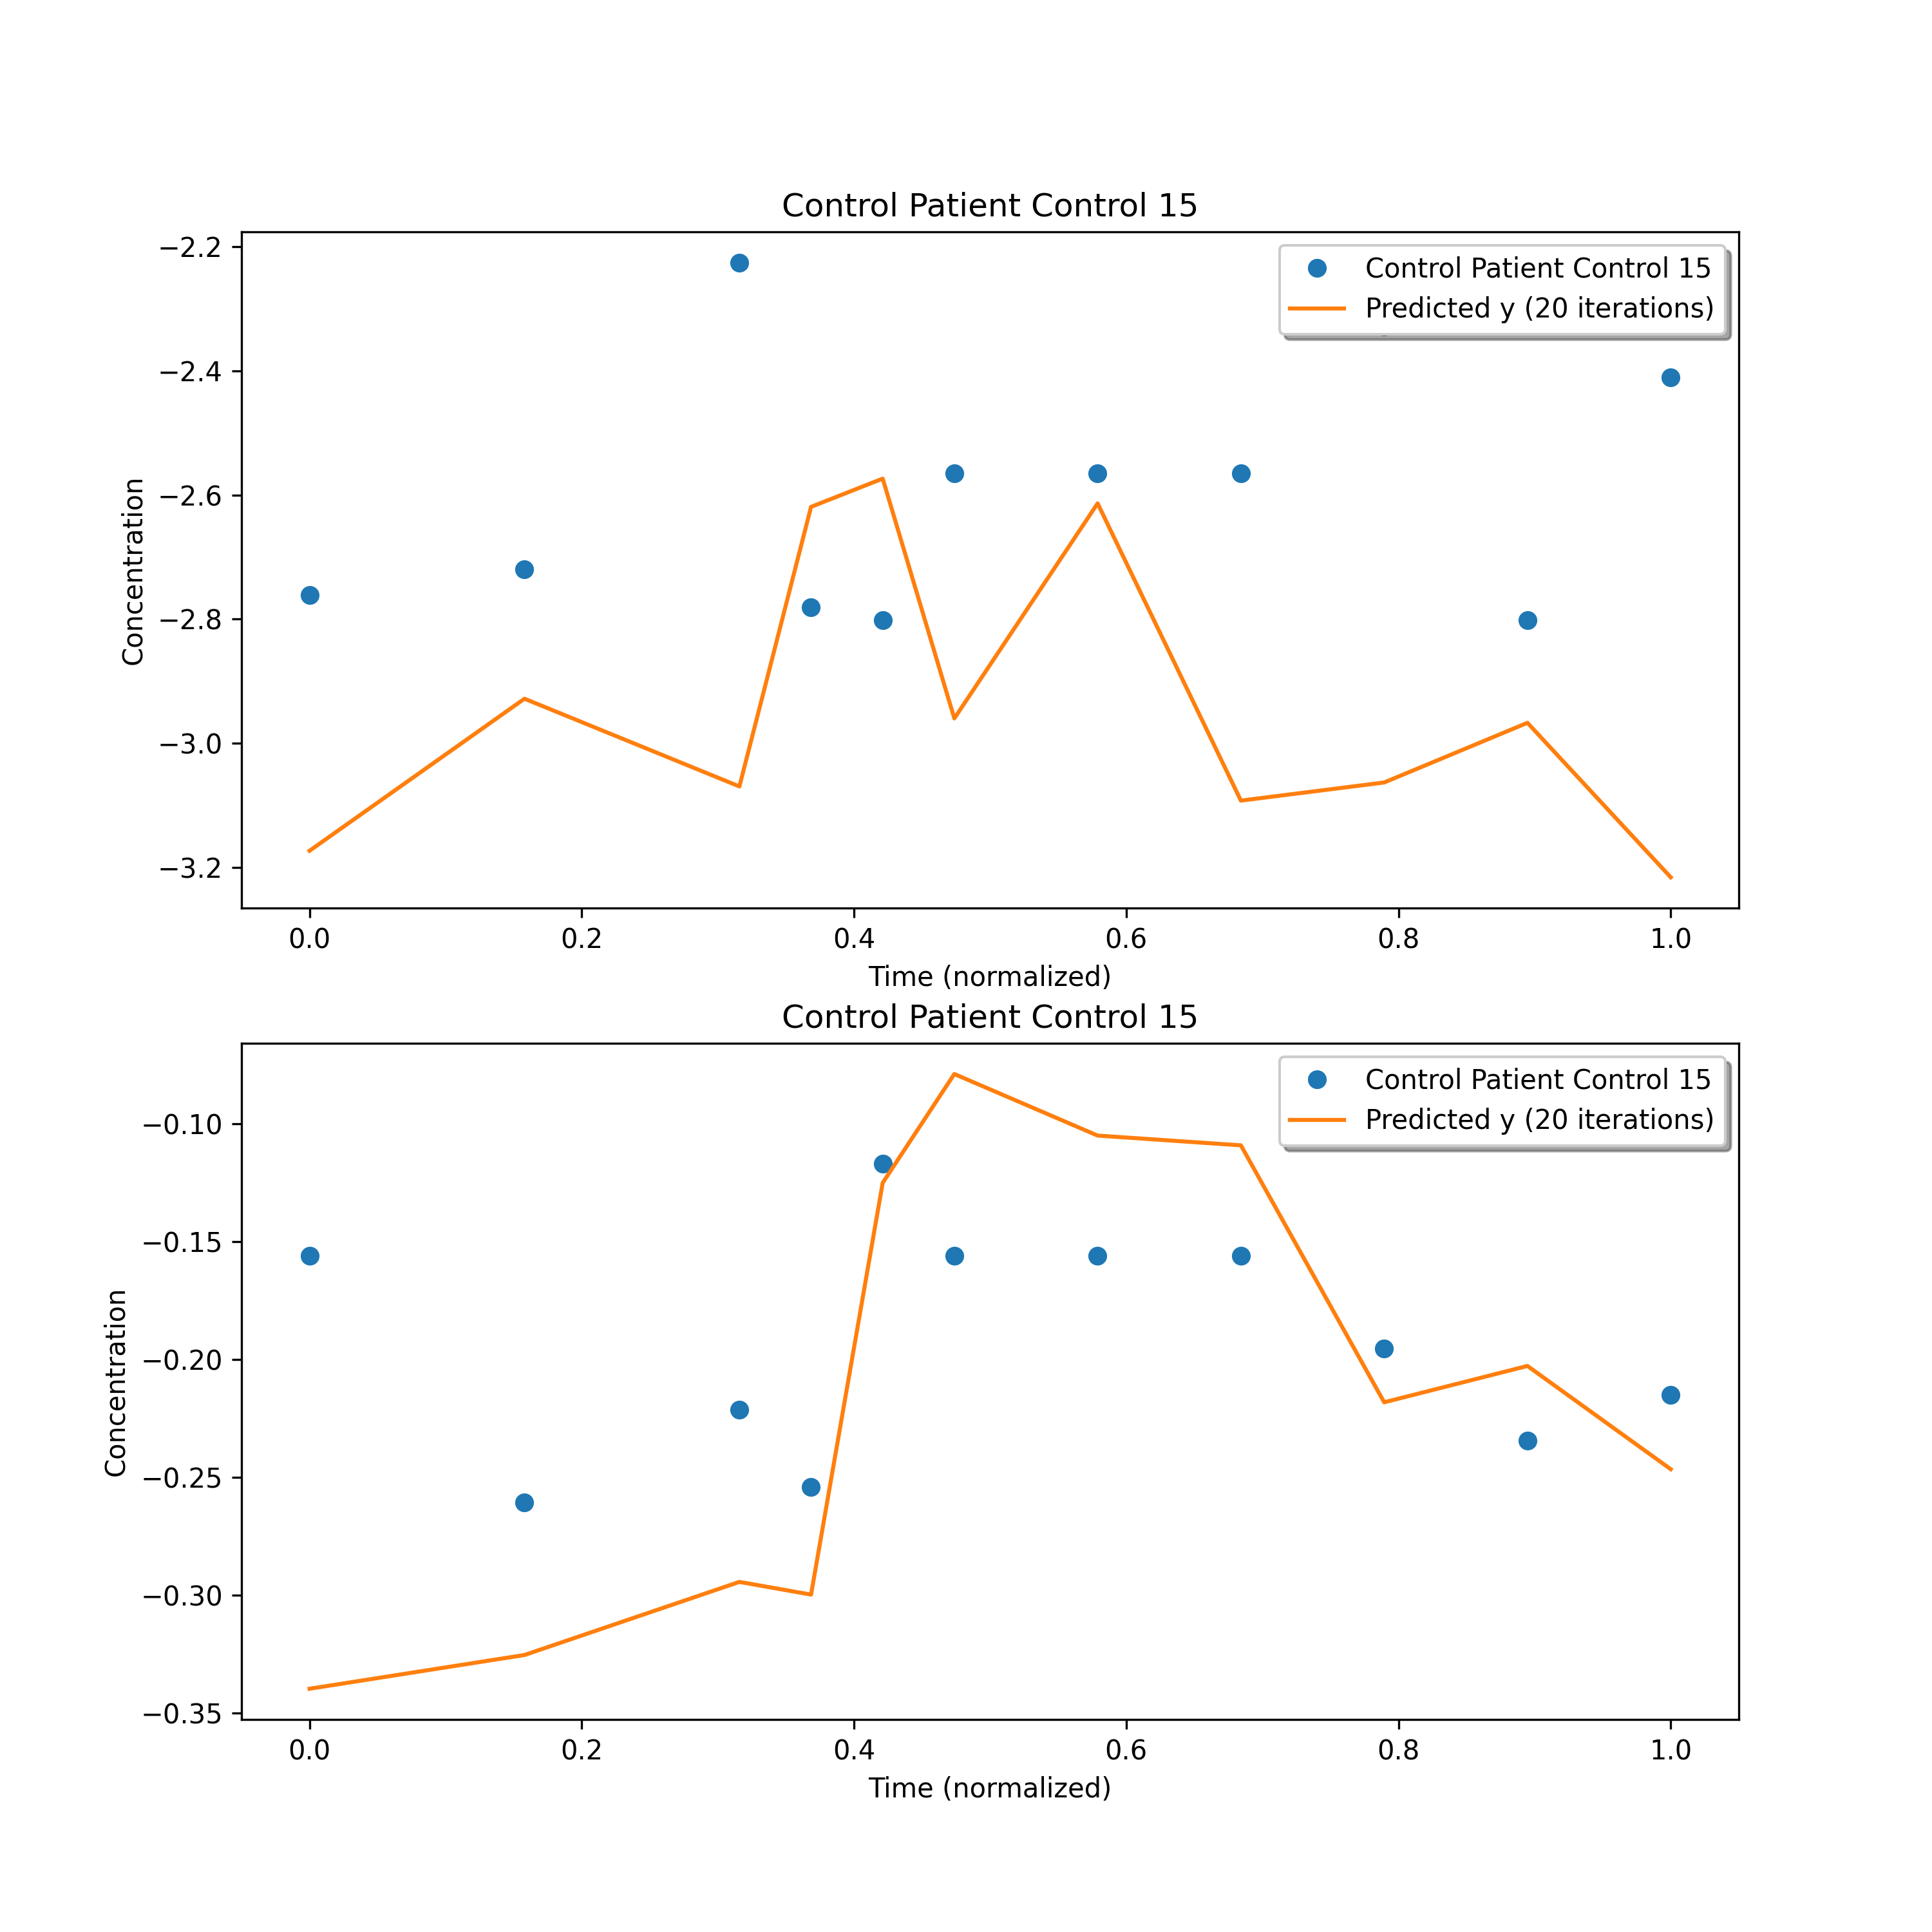 Control Patient Control 15
Control Patient Control 15
Predicted y (20 iterations)
−2.2
−2.4
−2.6
−2.8
−3.0
−3.2
Concentration
0.0 0.2 0.4 0.6 0.8 1.0
Time (normalized)
Control Patient Control 15
Control Patient Control 15
Predicted y (20 iterations)
−0.10
−0.15
−0.20
−0.25
−0.30
−0.35
Concentration
0.0 0.2 0.4 0.6 0.8 1.0
Time (normalized)